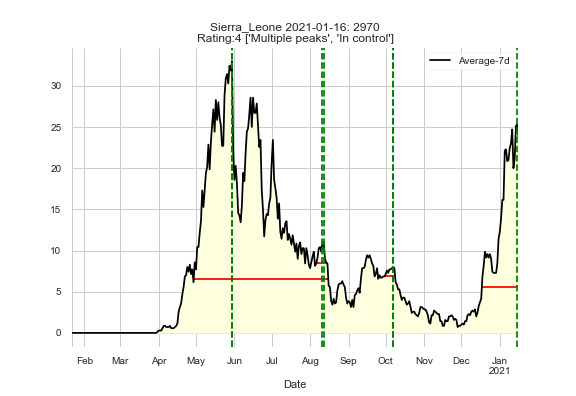 Sierra_Leone 2021-01-16: 2970
Rating:4 ['Multiple peaks', 'In control']
Average-7d
30
25
20
15
10
5
0
Feb Mar Apr May Jun Jul Aug Sep Oct Nov Dec Jan
2021
Date